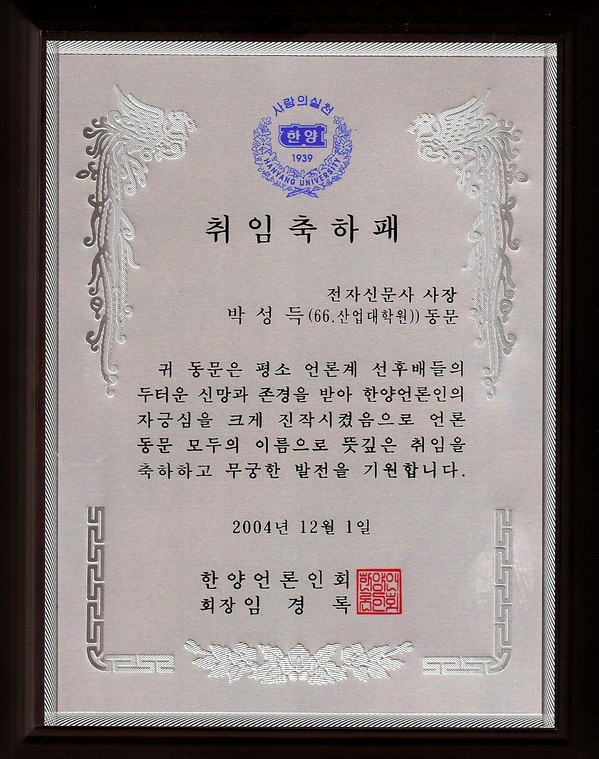 사랑의실천
한양
1939
HANYANG UNIVERSITY
취임축하패
전자신문사 사장
박성득(66.산업대학원))동문
귀 동문은 평소 언론계 선후배들의
두터운 신망과 존경을 받아 한양언론인의
자긍심을 크게 진작시켰음으로 언론
동문 모두의 이름으로 뜻깊은 취임을
축하하고 무궁한 발전을 기원합니다.
2004년 12월 1일
한양언론인회
회장임 경 록